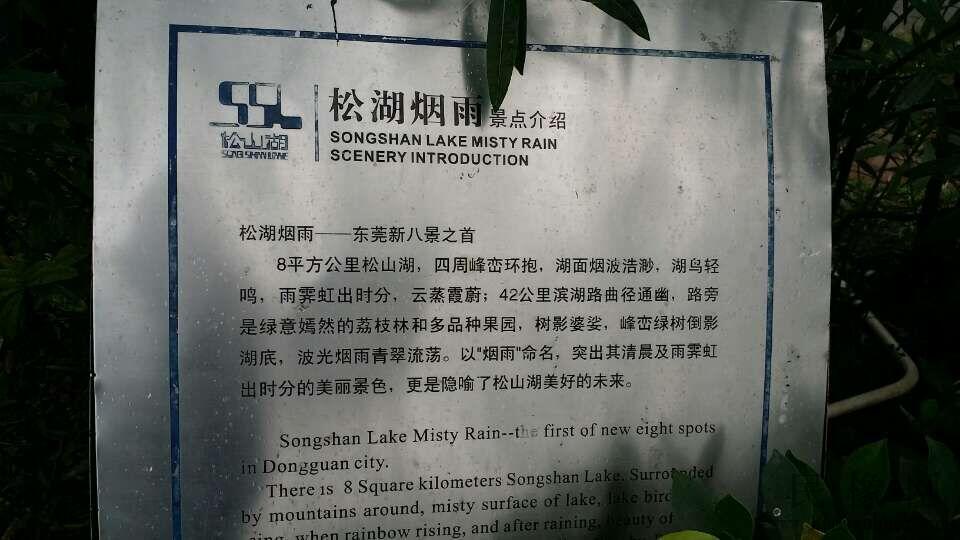 松湖烟雨 景点介绍
SONGSHAN LAKE MISTY RAIN
SCENERY INTRODUCTION
松山湖
SONG SHAN LAKE
松湖烟雨——东莞新八景之首
8平方公里松山湖，四周峰峦环抱，湖面烟波浩渺，湖鸟轻
鸣，雨霁虹出时分，云蒸霞蔚；42公里滨湖路曲径通幽，路旁
是绿意嫣然的荔枝林和多品种果园，树影婆娑，峰峦绿树倒影
湖底，波光烟雨青翠流荡。以"烟雨"命名，突出其清晨及雨霁虹
出时分的美丽景色，更是隐喻了松山湖美好的未来。
Songshan Lake Misty Rain--the first of new eight spots
in Dongguan city.
There is 8 Square kilometers Songshan Lake. Surrounded
by mountains around, misty surface of lake, lake bird
when rainbow rising, and after raining, beauty of